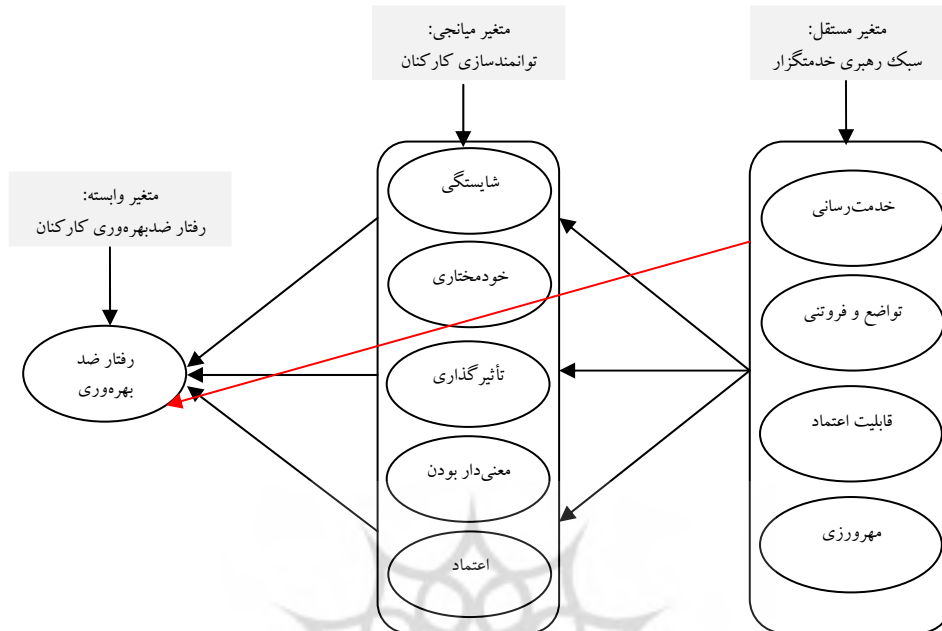 متغیر مستقل:
سبک رهبری خدمتگزار
خدمت‌رسانی
تواضع و فروتنی
قابلیت اعتماد
مهرورزی
متغیر میانجی:
توانمندسازی کارکنان
شایستگی
خودمختاری
تأثیرگذاری
معنی‌دار بودن
اعتماد
متغیر وابسته:
رفتار ضدبهره‌وری کارکنان
رفتار ضد
بهره‌وری